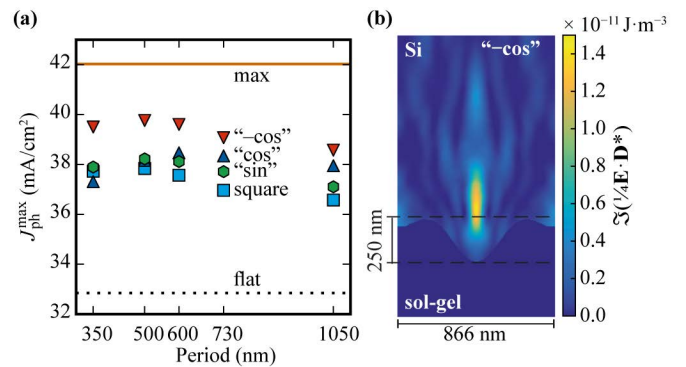 (a)
J_ph^max (mA/cm²)
42
40
38
36
34
32
max
“−cos”
“cos”
“sin”
square
flat
350 500 600 730 1050
Period (nm)
(b)
Si “−cos”
250 nm
sol-gel
866 nm
× 10⁻¹¹ J·m⁻³
1.4
1.2
1.0
0.8
0.6
0.4
0.2
0.0
ℑ(¼E·D*)